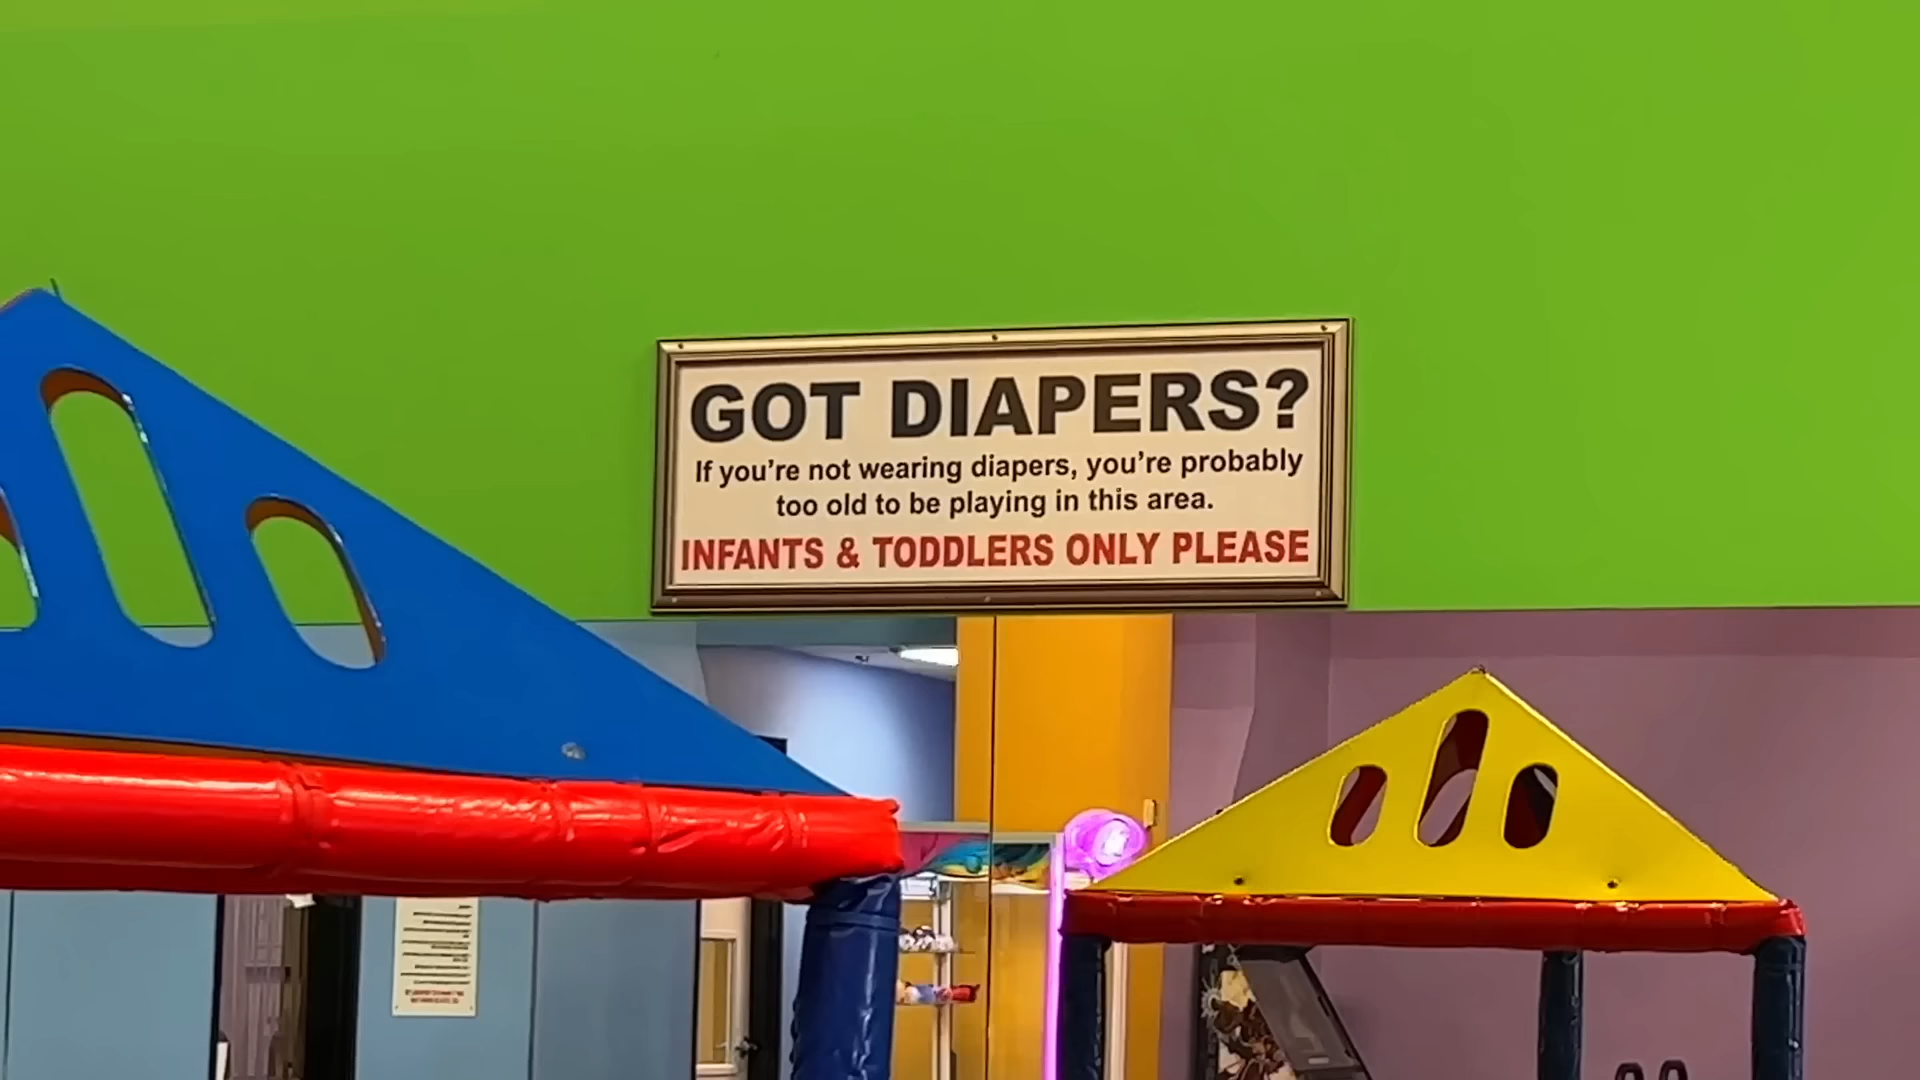 GOT DIAPERS?
If you're not wearing diapers, you're probably
too old to be playing in this area.
INFANTS & TODDLERS ONLY PLEASE